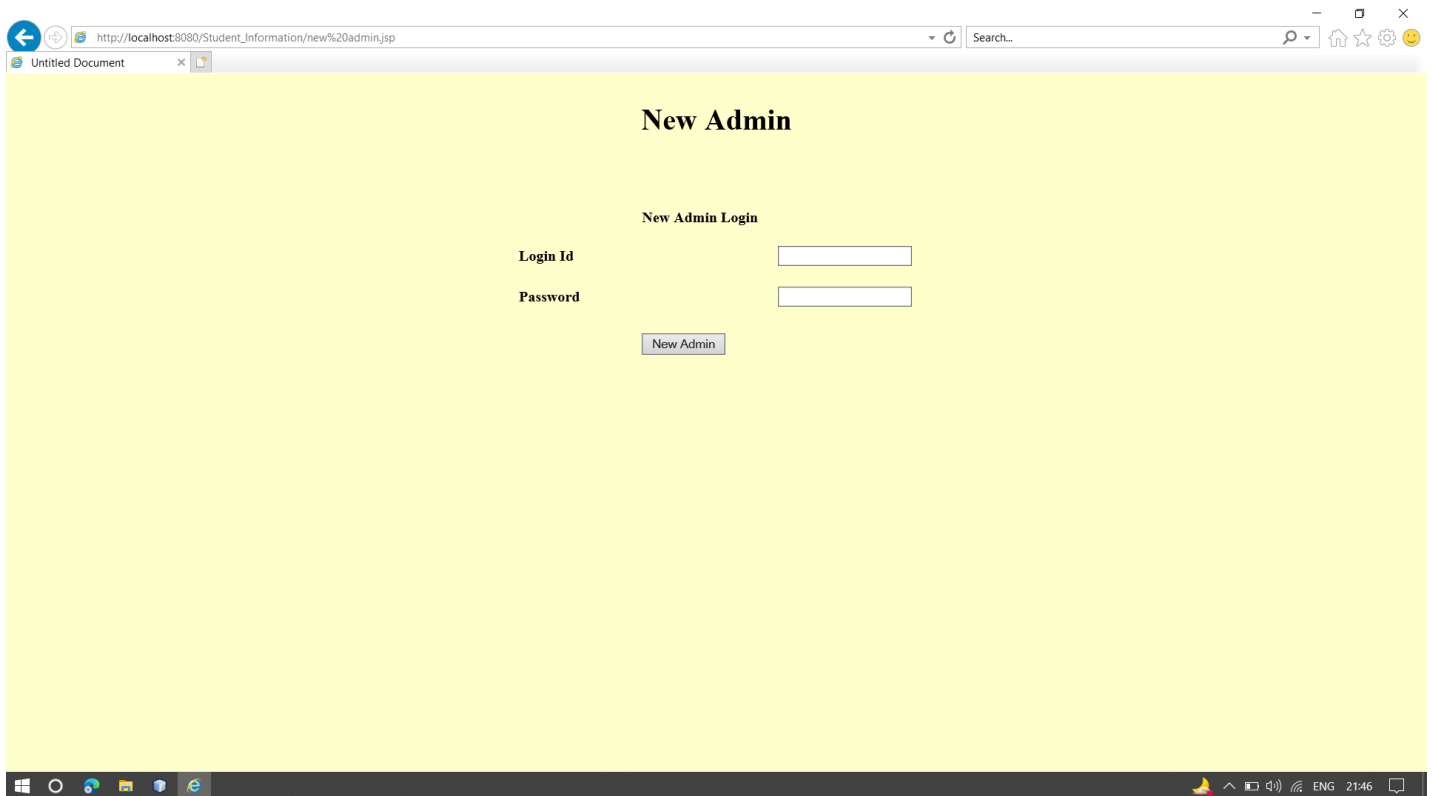 http://localhost:8080/Student_Information/new%20admin.jsp
Search...
Untitled Document
New Admin
New Admin Login
Login Id
Password
New Admin
ENG 21:46